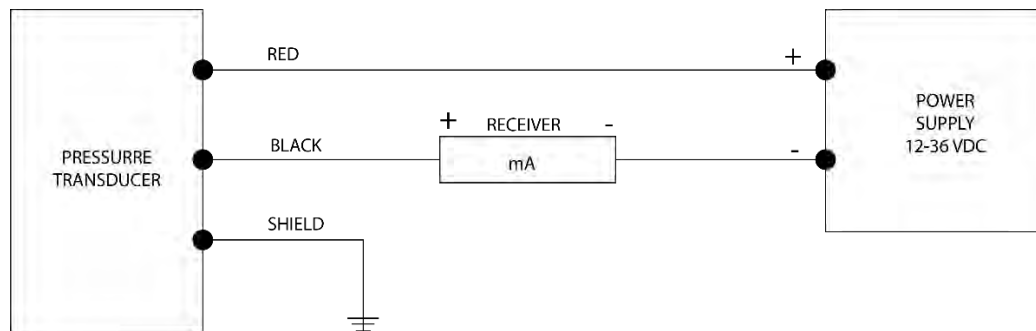 RED
+
POWER
SUPPLY
12-36 VDC
+ RECEIVER -
BLACK
mA
-
PRESSURRE
TRANSDUCER
SHIELD